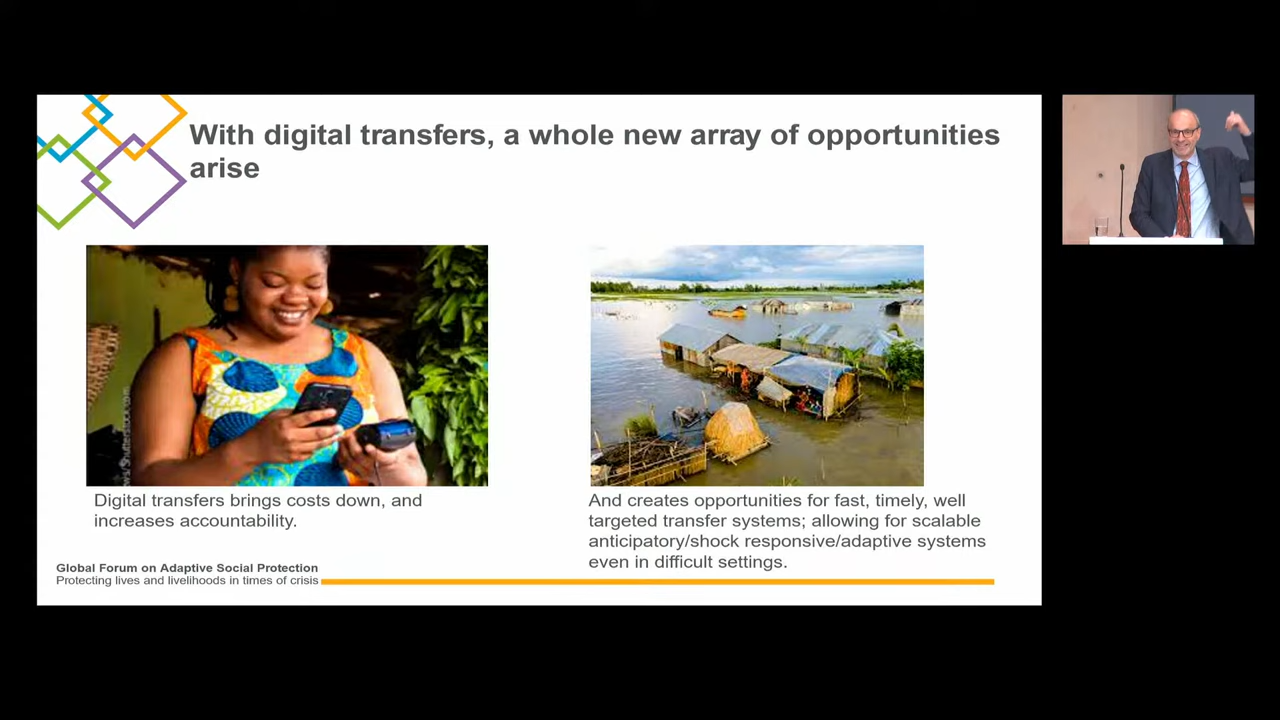 With digital transfers, a whole new array of opportunities
arise
Digital transfers brings costs down, and
increases accountability.
And creates opportunities for fast, timely, well
targeted transfer systems; allowing for scalable
anticipatory/shock responsive/adaptive systems
even in difficult settings.
Global Forum on Adaptive Social Protection
Protecting lives and livelihoods in times of crisis